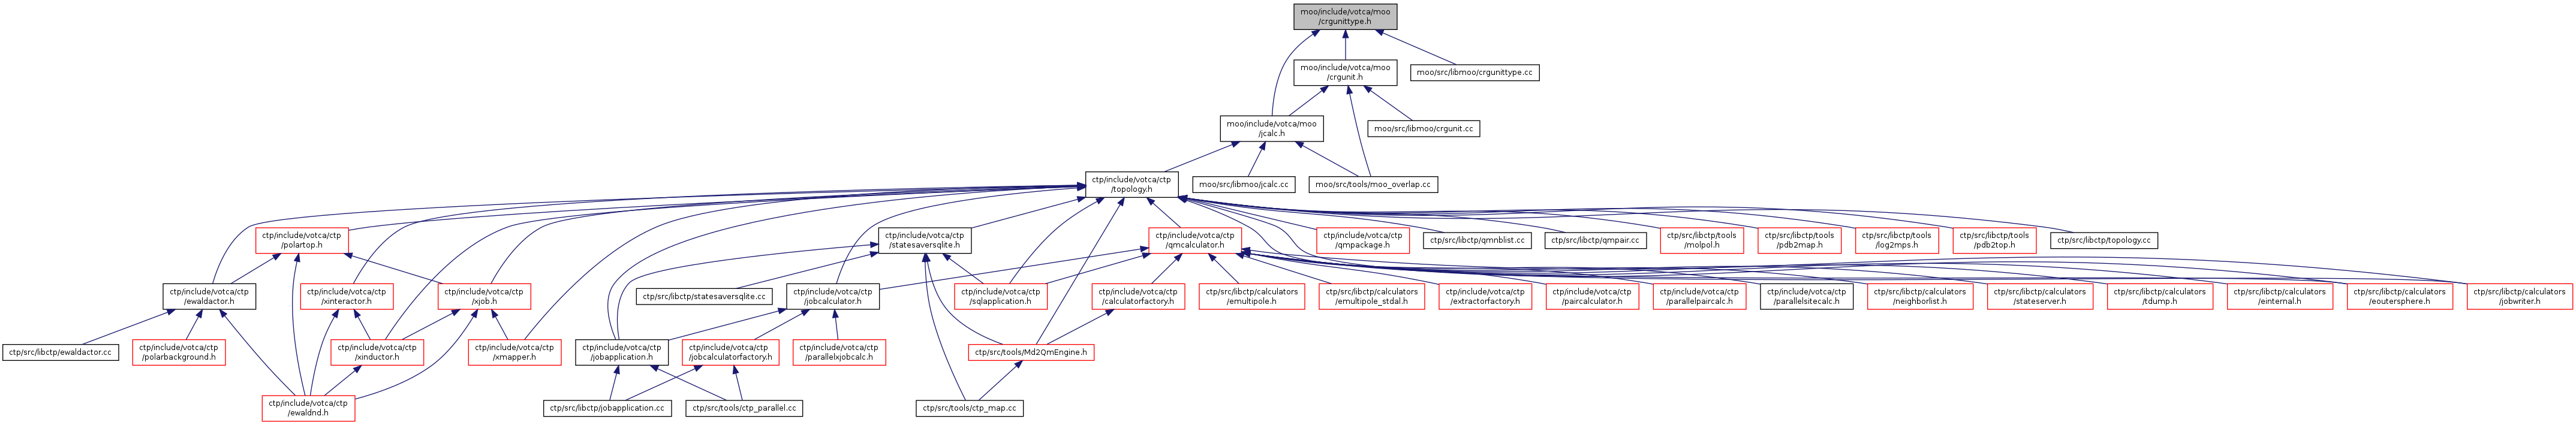 moo/include/votca/moo
/crgunittype.h
moo/include/votca/moo
/crgunit.h
moo/src/libmoo/crgunittype.cc
moo/include/votca/moo
/jcalc.h
moo/src/libmoo/crgunit.cc
ctp/include/votca/ctp
/topology.h
moo/src/libmoo/jcalc.cc
moo/src/tools/moo_overlap.cc
ctp/include/votca/ctp
/polartop.h
ctp/include/votca/ctp
/statesaversqlite.h
ctp/include/votca/ctp
/qmcalculator.h
ctp/include/votca/ctp
/qmpackage.h
ctp/src/libctp/qmnblist.cc
ctp/src/libctp/qmpair.cc
ctp/src/libctp/tools
/molpol.h
ctp/src/libctp/tools
/pdb2map.h
ctp/src/libctp/tools
/log2mps.h
ctp/src/libctp/tools
/pdb2top.h
ctp/src/libctp/topology.cc
ctp/include/votca/ctp
/ewaldactor.h
ctp/include/votca/ctp
/xinteractor.h
ctp/include/votca/ctp
/xjob.h
ctp/src/libctp/statesaversqlite.cc
ctp/include/votca/ctp
/jobcalculator.h
ctp/include/votca/ctp
/sqlapplication.h
ctp/include/votca/ctp
/calculatorfactory.h
ctp/src/libctp/calculators
/emultipole.h
ctp/src/libctp/calculators
/emultipole_stdal.h
ctp/include/votca/ctp
/extractorfactory.h
ctp/include/votca/ctp
/paircalculator.h
ctp/include/votca/ctp
/parallelpaircalc.h
ctp/include/votca/ctp
/parallelsitecalc.h
ctp/src/libctp/calculators
/neighborlist.h
ctp/src/libctp/calculators
/stateserver.h
ctp/src/libctp/calculators
/tdump.h
ctp/src/libctp/calculators
/einternal.h
ctp/src/libctp/calculators
/eoutersphere.h
ctp/src/libctp/calculators
/jobwriter.h
ctp/src/libctp/ewaldactor.cc
ctp/include/votca/ctp
/polarbackground.h
ctp/include/votca/ctp
/xinductor.h
ctp/include/votca/ctp
/xmapper.h
ctp/include/votca/ctp
/jobapplication.h
ctp/include/votca/ctp
/jobcalculatorfactory.h
ctp/include/votca/ctp
/parallelxjobcalc.h
ctp/src/tools/Md2QmEngine.h
ctp/include/votca/ctp
/ewaldnd.h
ctp/src/libctp/jobapplication.cc
ctp/src/tools/ctp_parallel.cc
ctp/src/tools/ctp_map.cc